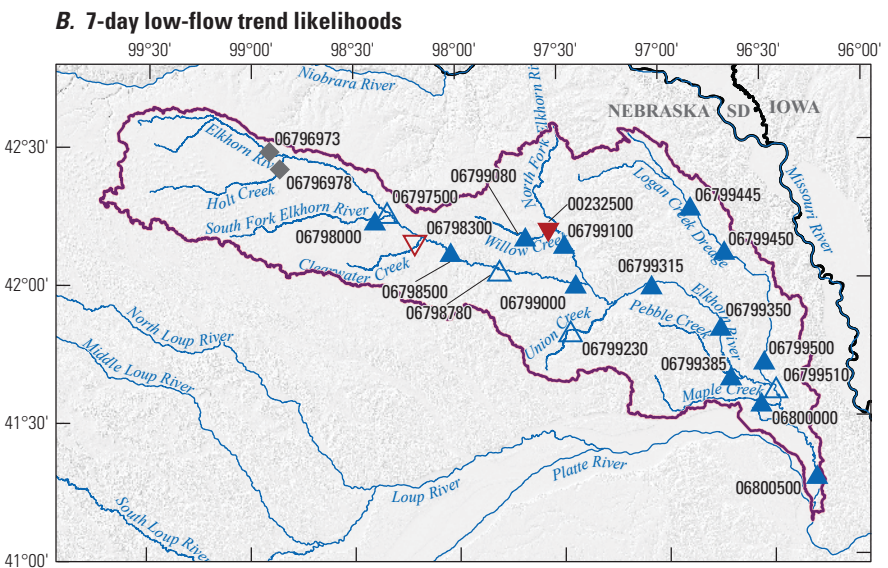 B. 7-day low-flow trend likelihoods
99°30' 99°00' 98°30' 98°00' 97°30' 97°00' 96°30' 96°00'
Niobrara River
NEBRASKA SD IOWA
42°30'
06796973
Elkhorn River
06796978
Holt Creek
06797500
South Fork Elkhorn River
06798000
06798300
Clearwater Creek
06799080
North Fork Elkhorn Ri
00232500
06799100
Willow Creek
Logan Creek Dredge
06799445
06799450
Missouri River
42°00'
06798500
06798780
06799000
06799315
Elkhorn River
06799350
Pebble Creek
Union Creek
06799230
06799385
06799500
06799510
Maple Creek
06800000
North Loup River
Middle Loup River
41°30'
Loup River
Platte River
06800500
South Loup River
41°00'